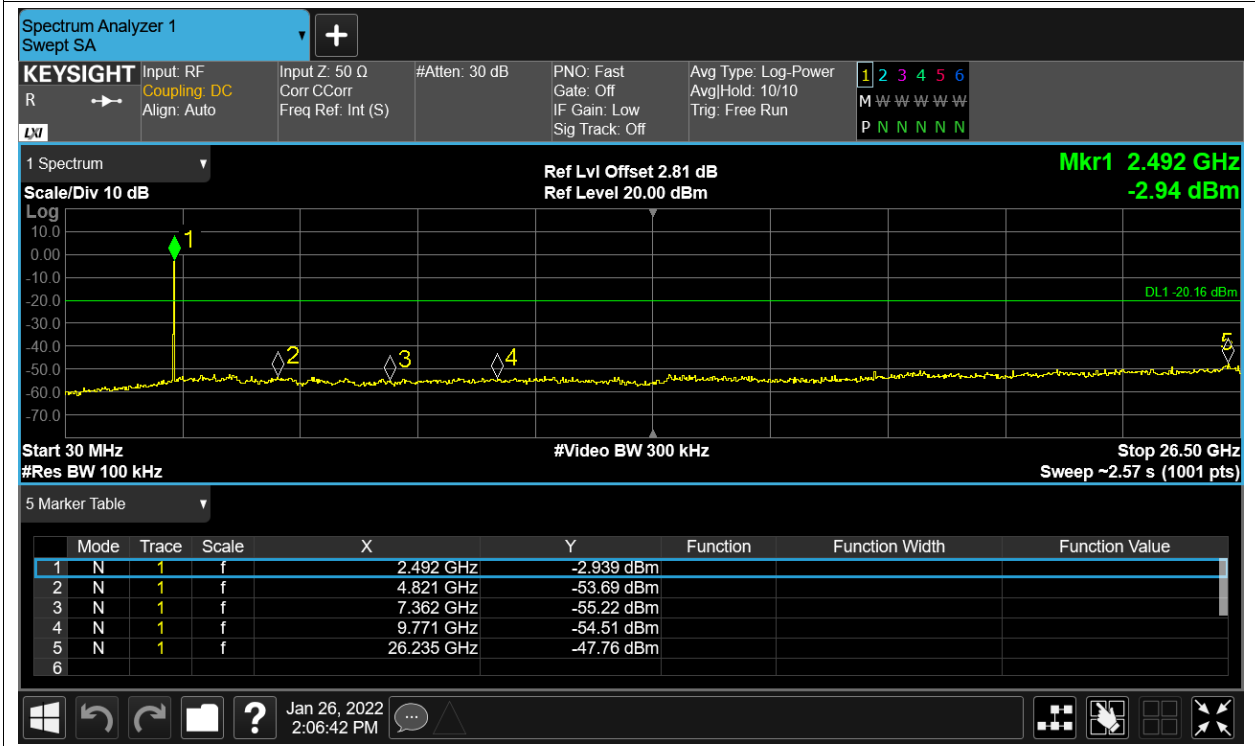 Spectrum Analyzer 1
Swept SA
+
KEYSIGHT
R
LXI
Input: RF
Coupling: DC
Align: Auto
Input Z: 50 Ω
Corr CCorr
Freq Ref: Int (S)
#Atten: 30 dB
PNO: Fast
Gate: Off
IF Gain: Low
Sig Track: Off
Avg Type: Log-Power
Avg|Hold: 10/10
Trig: Free Run
1 2 3 4 5 6
M W W W W W
P N N N N N
1 Spectrum
Scale/Div 10 dB
Ref Lvl Offset 2.81 dB
Ref Level 20.00 dBm
Mkr1 2.492 GHz
-2.94 dBm
Log
10.0
0.00
-10.0
-20.0
-30.0
-40.0
-50.0
-60.0
-70.0
1
2
3
4
5
DL1 -20.16 dBm
Start 30 MHz
#Res BW 100 kHz
#Video BW 300 kHz
Stop 26.50 GHz
Sweep ~2.57 s (1001 pts)
5 Marker Table
Mode Trace Scale X Y Function Function Width Function Value
1 N 1 f 2.492 GHz -2.939 dBm
2 N 1 f 4.821 GHz -53.69 dBm
3 N 1 f 7.362 GHz -55.22 dBm
4 N 1 f 9.771 GHz -54.51 dBm
5 N 1 f 26.235 GHz -47.76 dBm
6
?
Jan 26, 2022
2:06:42 PM